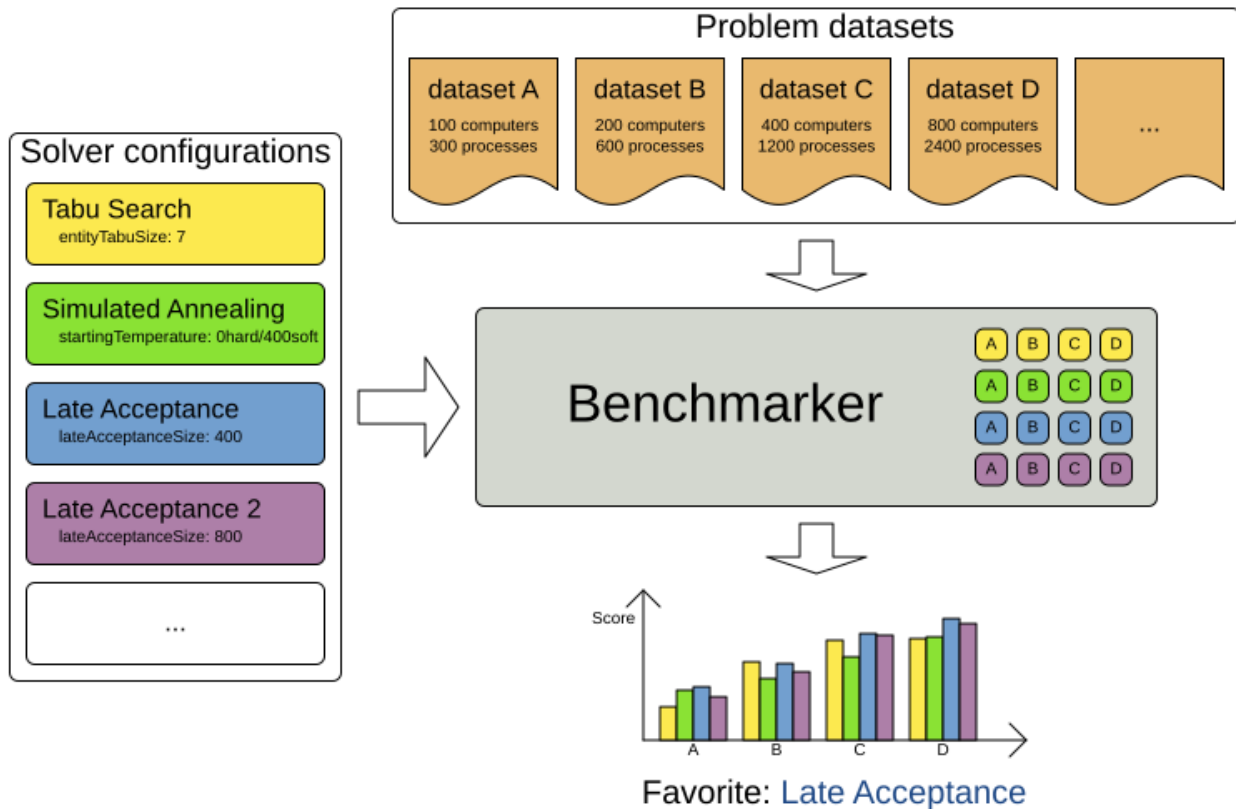 Problem datasets
dataset A
100 computers
300 processes
dataset B
200 computers
600 processes
dataset C
400 computers
1200 processes
dataset D
800 computers
2400 processes
...
Solver configurations
Tabu Search
entityTabuSize: 7
Simulated Annealing
startingTemperature: 0hard/400soft
Late Acceptance
lateAcceptanceSize: 400
Late Acceptance 2
lateAcceptanceSize: 800
...
Benchmarker
A B C D
A B C D
A B C D
A B C D
Score
A B C D
Favorite: Late Acceptance